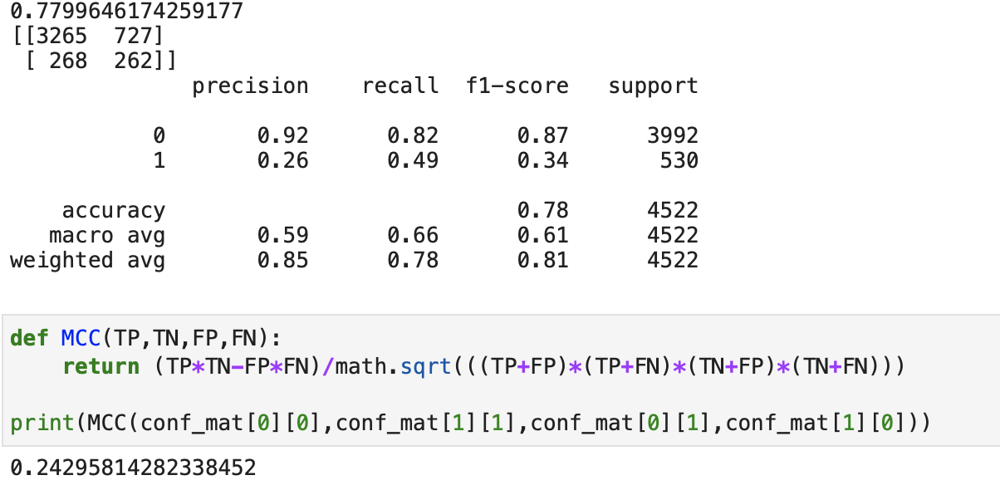 0.7799646174259177
[[3265  727]
 [ 268  262]]
              precision    recall  f1-score   support

           0       0.92      0.82      0.87      3992
           1       0.26      0.49      0.34       530

    accuracy                           0.78      4522
   macro avg       0.59      0.66      0.61      4522
weighted avg       0.85      0.78      0.81      4522

def MCC(TP,TN,FP,FN):
    return (TP*TN-FP*FN)/math.sqrt(((TP+FP)*(TP+FN)*(TN+FP)*(TN+FN)))

print(MCC(conf_mat[0][0],conf_mat[1][1],conf_mat[0][1],conf_mat[1][0]))
0.24295814282338452